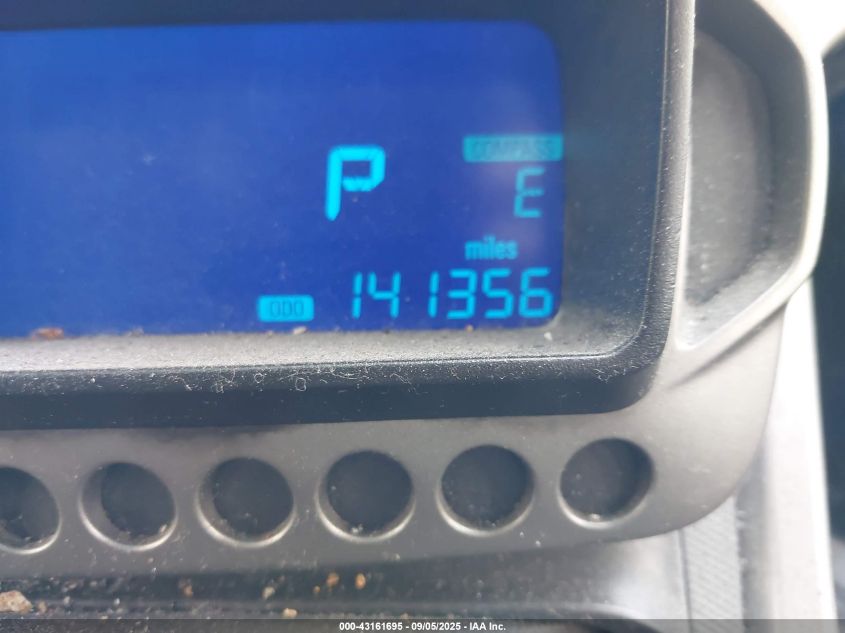 COMPASS
P E
miles
ODO 141356
000-43161695 - 09/05/2025 - IAA Inc.